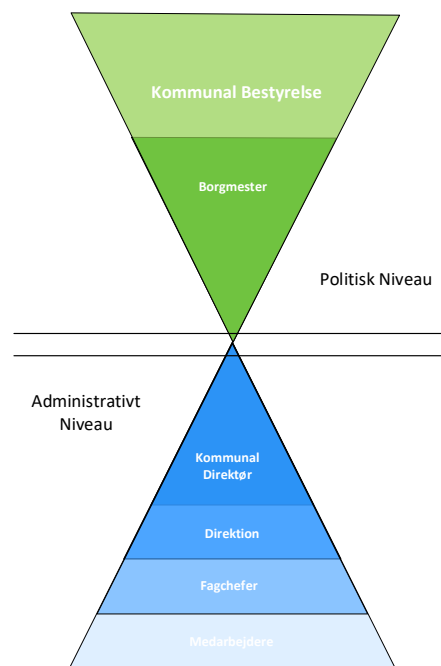 Kommunal Bestyrelse
Borgmester
Politisk Niveau
Administrativt
Niveau
Kommunal
Direktør
Direktion
Fagchefer
Medarbejdere